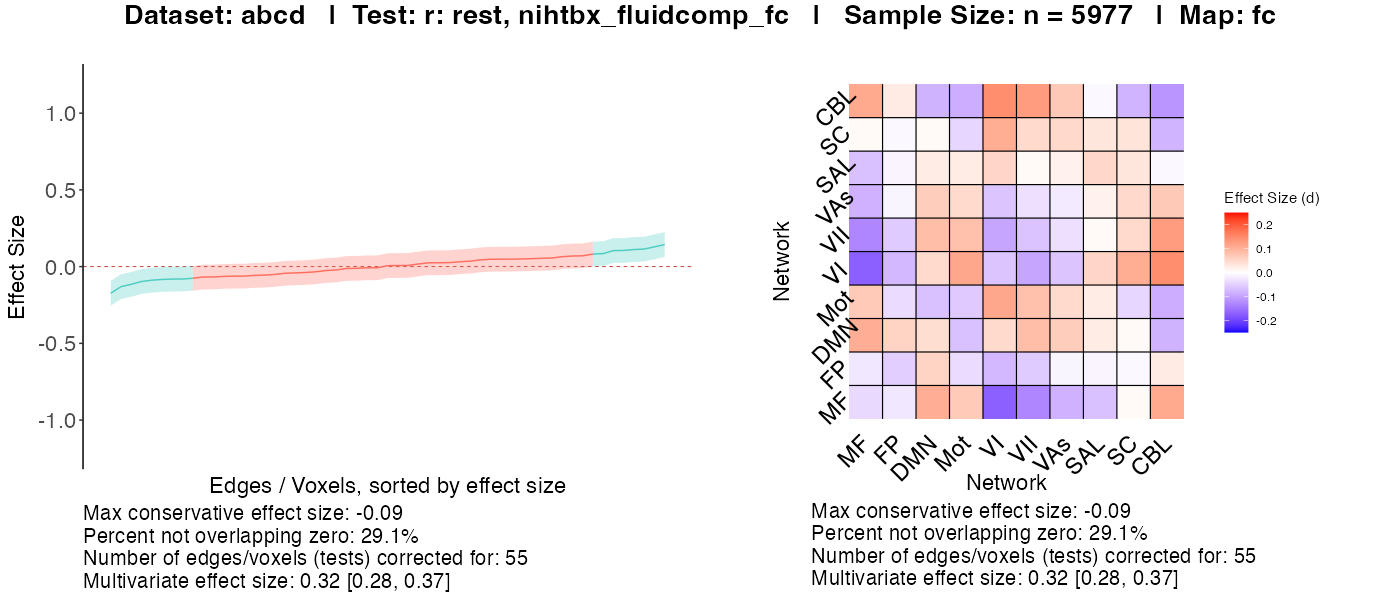 Dataset: abcd | Test: r: rest, nihtbx_fluidcomp_fc | Sample Size: n = 5977 | Map: fc
Effect Size
1.0
0.5
0.0
-0.5
-1.0
Edges / Voxels, sorted by effect size
Max conservative effect size: -0.09
Percent not overlapping zero: 29.1%
Number of edges/voxels (tests) corrected for: 55
Multivariate effect size: 0.32 [0.28, 0.37]
Network
CBL
SC
SAL
VAs
VII
VI
Mot
DMN
FP
MF
MF FP DMN Mot VI VII VAs SAL SC CBL
Network
Effect Size (d)
0.2
0.1
0.0
-0.1
-0.2
Max conservative effect size: -0.09
Percent not overlapping zero: 29.1%
Number of edges/voxels (tests) corrected for: 55
Multivariate effect size: 0.32 [0.28, 0.37]